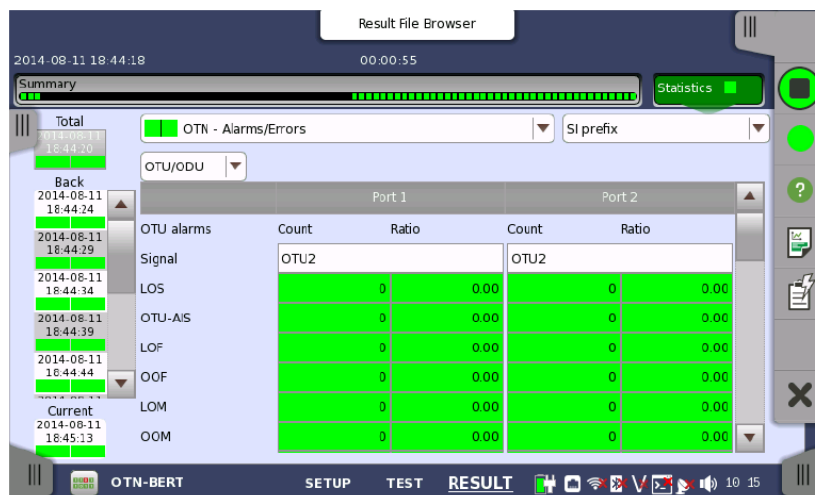 Result File Browser
2014-08-11 18:44:18 00:00:55
Summary
Statistics
Total
2014-08-11
18:44:20
OTN - Alarms/Errors
SI prefix
OTU/ODU
Back
2014-08-11
18:44:24
2014-08-11
18:44:29
2014-08-11
18:44:34
2014-08-11
18:44:39
2014-08-11
18:44:44
Current
2014-08-11
18:45:13
Port 1 Port 2
OTU alarms Count Ratio Count Ratio
Signal OTU2 OTU2
LOS 0 0.00 0 0.00
OTU-AIS 0 0.00 0 0.00
LOF 0 0.00 0 0.00
OOF 0 0.00 0 0.00
LOM 0 0.00 0 0.00
OOM 0 0.00 0 0.00
OTN-BERT SETUP TEST RESULT 10 15